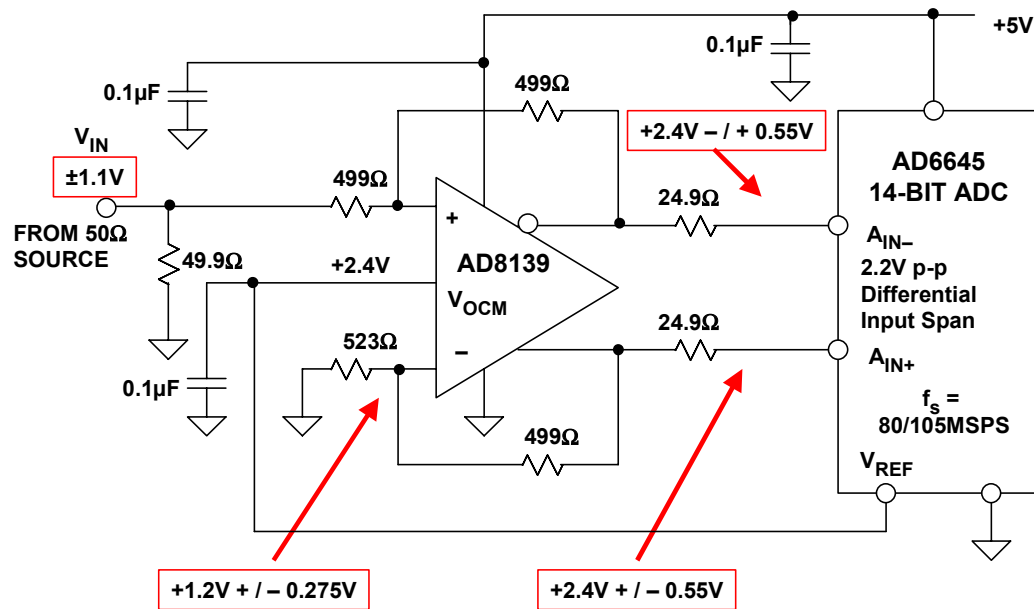 +5V
0.1µF
0.1µF
499Ω
V_IN
±1.1V
+2.4V – / + 0.55V
AD6645
14-BIT ADC
499Ω
24.9Ω
FROM 50Ω
SOURCE
+
49.9Ω
+2.4V
AD8139
V_OCM
A_IN–
2.2V p-p
Differential
Input Span
523Ω
–
24.9Ω
A_IN+
0.1µF
499Ω
f_s =
80/105MSPS
V_REF
+1.2V + / – 0.275V
+2.4V + / – 0.55V